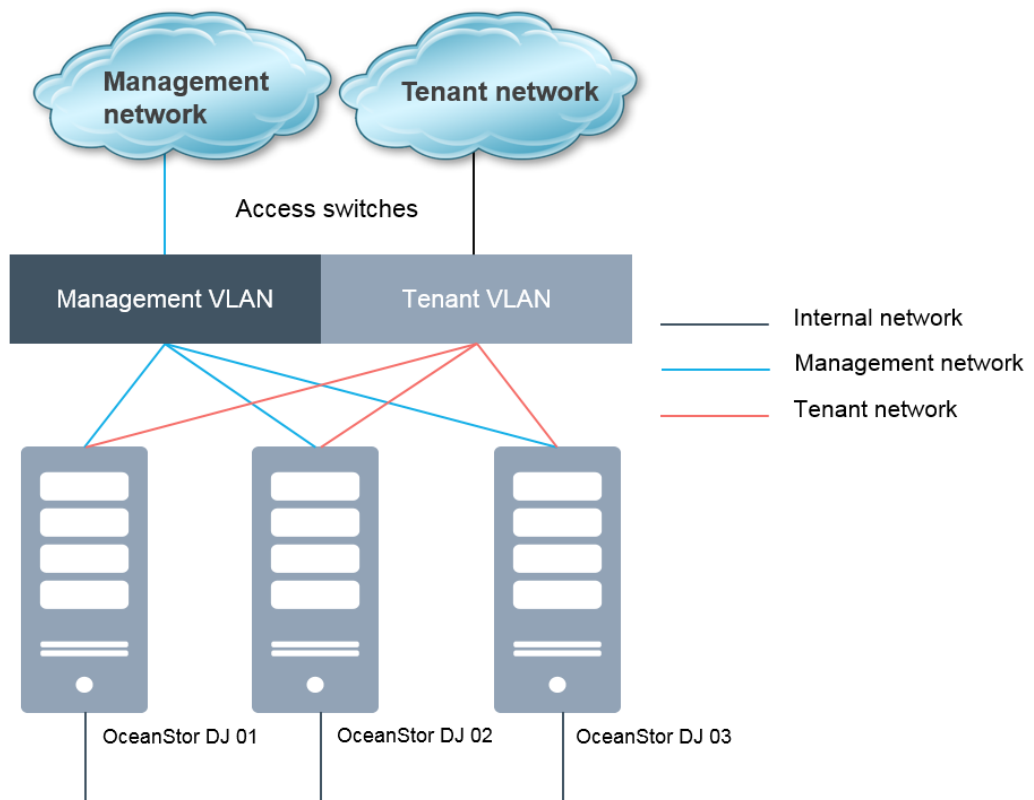 Management
network
Tenant network
Access switches
Management VLAN
Tenant VLAN
Internal network
Management network
Tenant network
OceanStor DJ 01
OceanStor DJ 02
OceanStor DJ 03